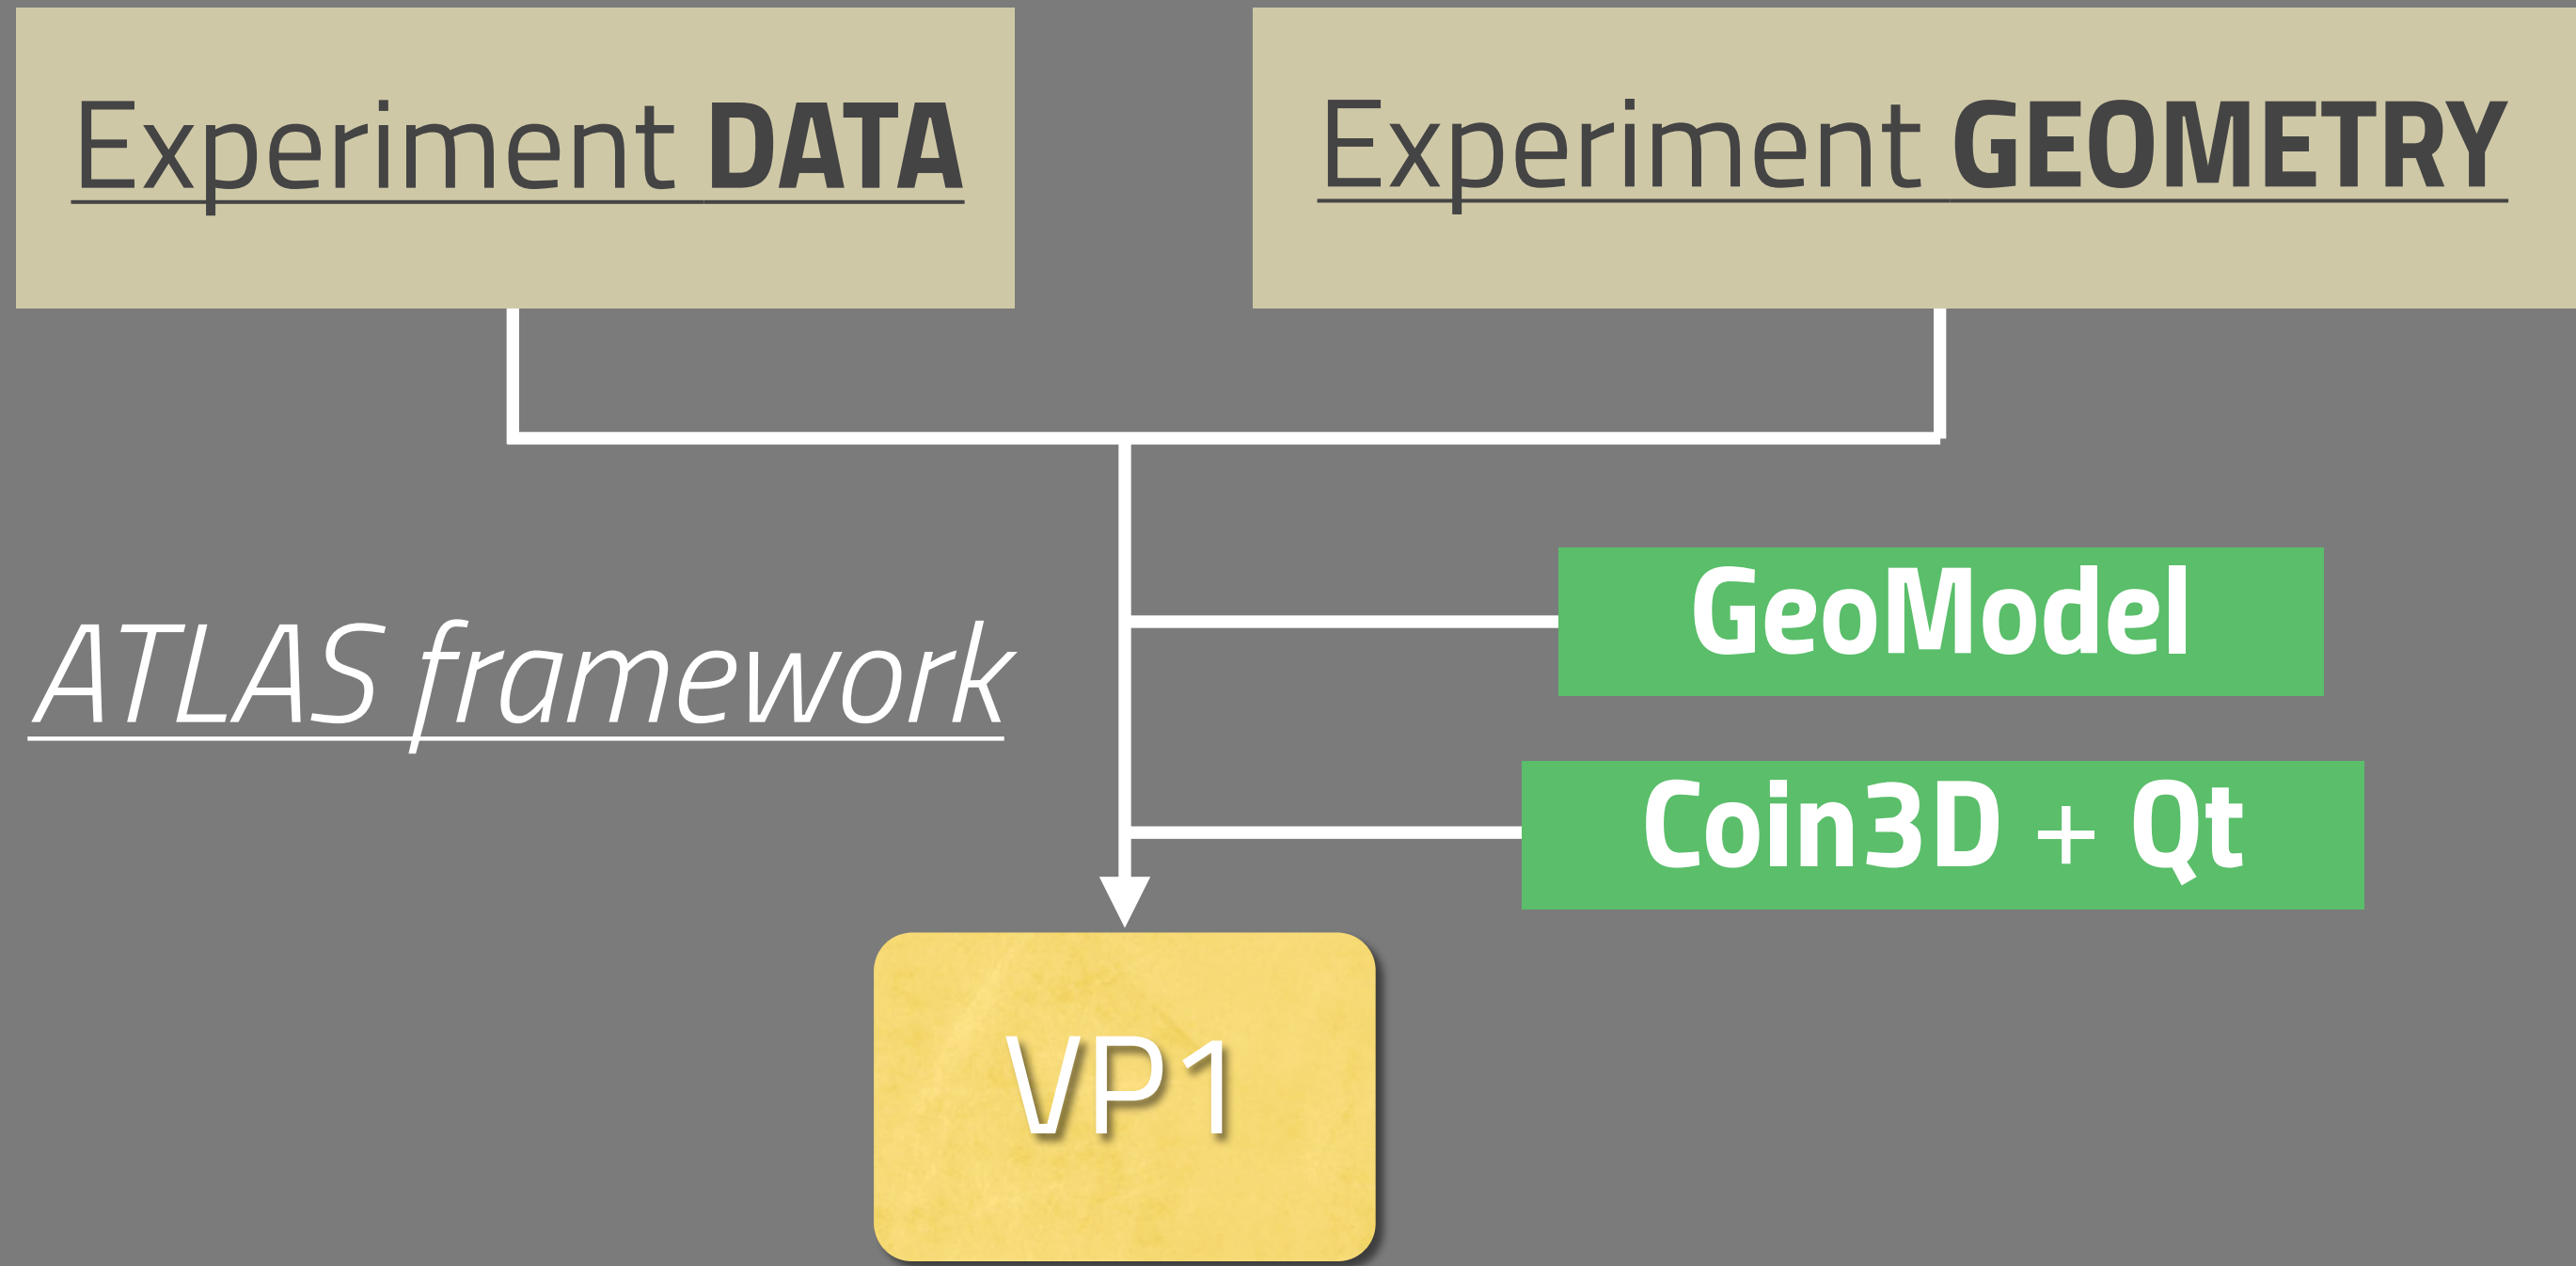 Experiment DATA
Experiment GEOMETRY
ATLAS framework
GeoModel
Coin3D + Qt
VP1